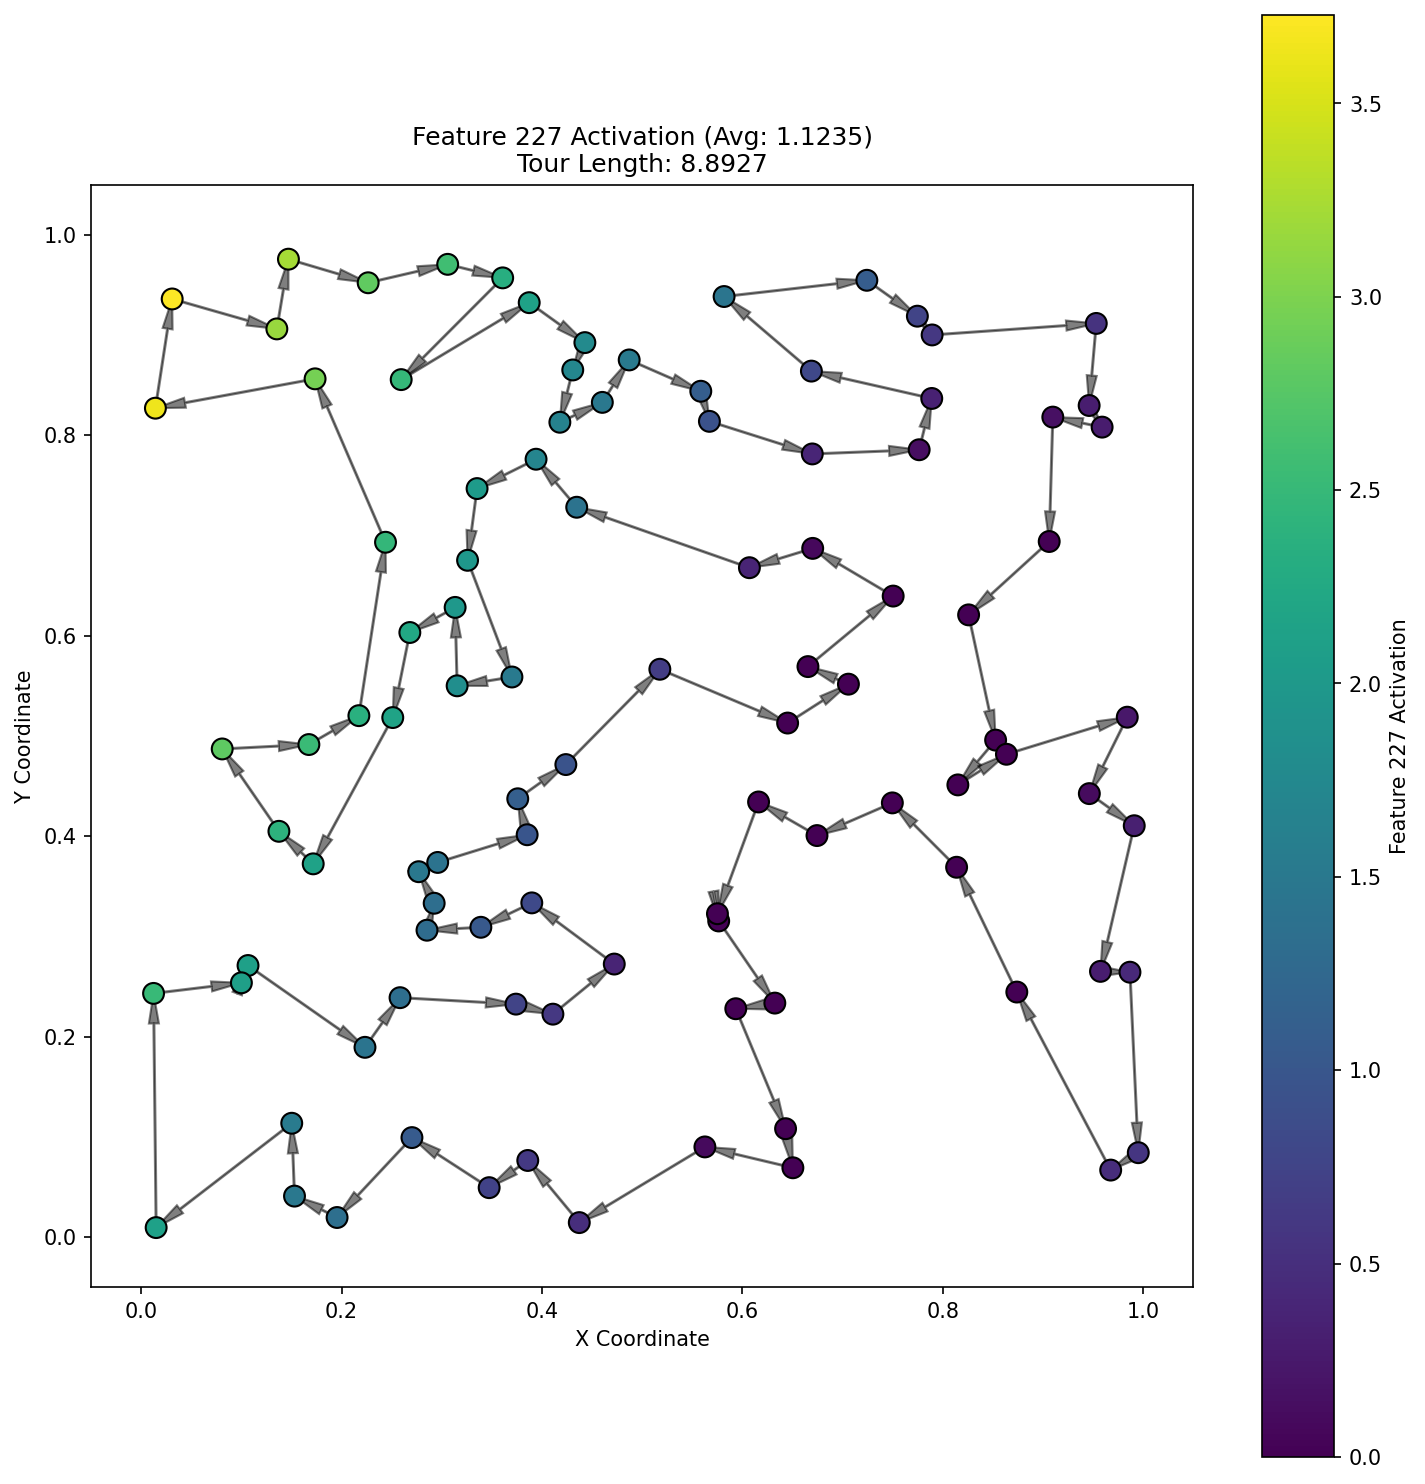 Feature 227 Activation (Avg: 1.1235)
Tour Length: 8.8927
1.0
0.8
0.6
0.4
0.2
0.0
Y Coordinate
0.0 0.2 0.4 0.6 0.8 1.0
X Coordinate
3.5
3.0
2.5
2.0
1.5
1.0
0.5
0.0
Feature 227 Activation